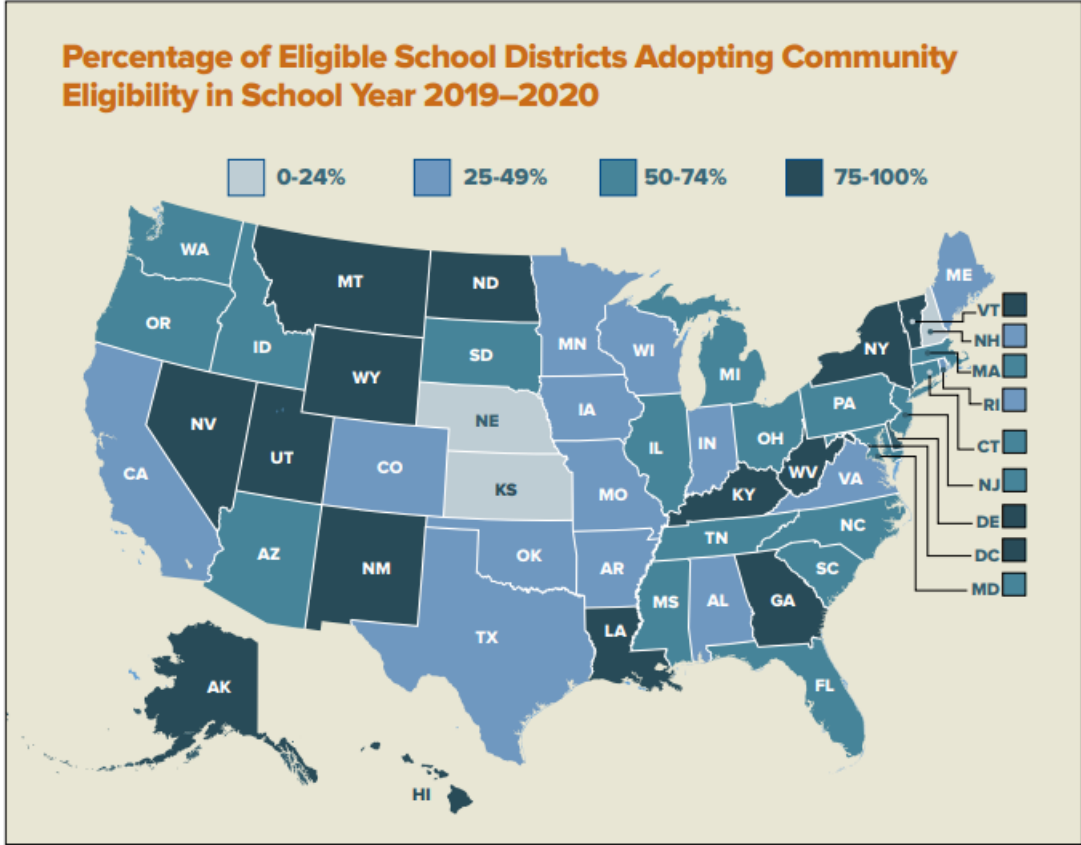 Percentage of Eligible School Districts Adopting Community
Eligibility in School Year 2019–2020
0-24%
25-49%
50-74%
75-100%
WA
MT
ND
MN
ME
OR
ID
SD
WI
VT
NH
WY
MI
NY
MA
NV
NE
IA
PA
RI
UT
CO
IL
IN
OH
CT
CA
KS
MO
KY
WV
VA
NJ
AZ
NM
OK
AR
TN
NC
DE
DC
TX
LA
MS
AL
GA
SC
MD
AK
FL
HI